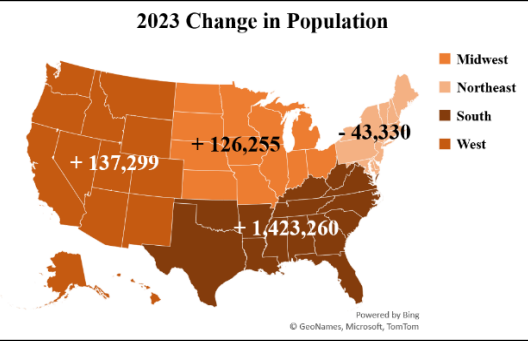 2023 Change in Population
Midwest
Northeast
South
West
- 43,330
+ 126,255
+ 137,299
+ 1,423,260
Powered by Bing
© GeoNames, Microsoft, TomTom